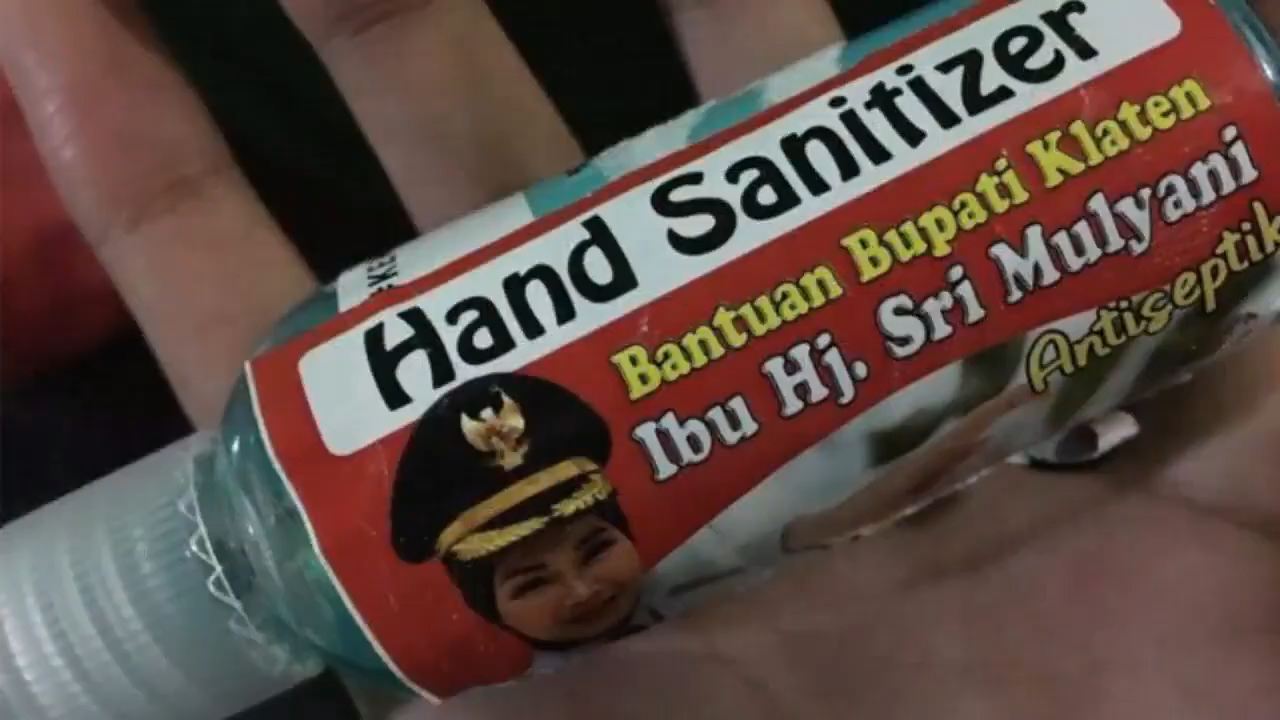 Hand Sanitizer
Bantuan Bupati Klaten
Ibu Hj. Sri Mulyani
Antiseptik